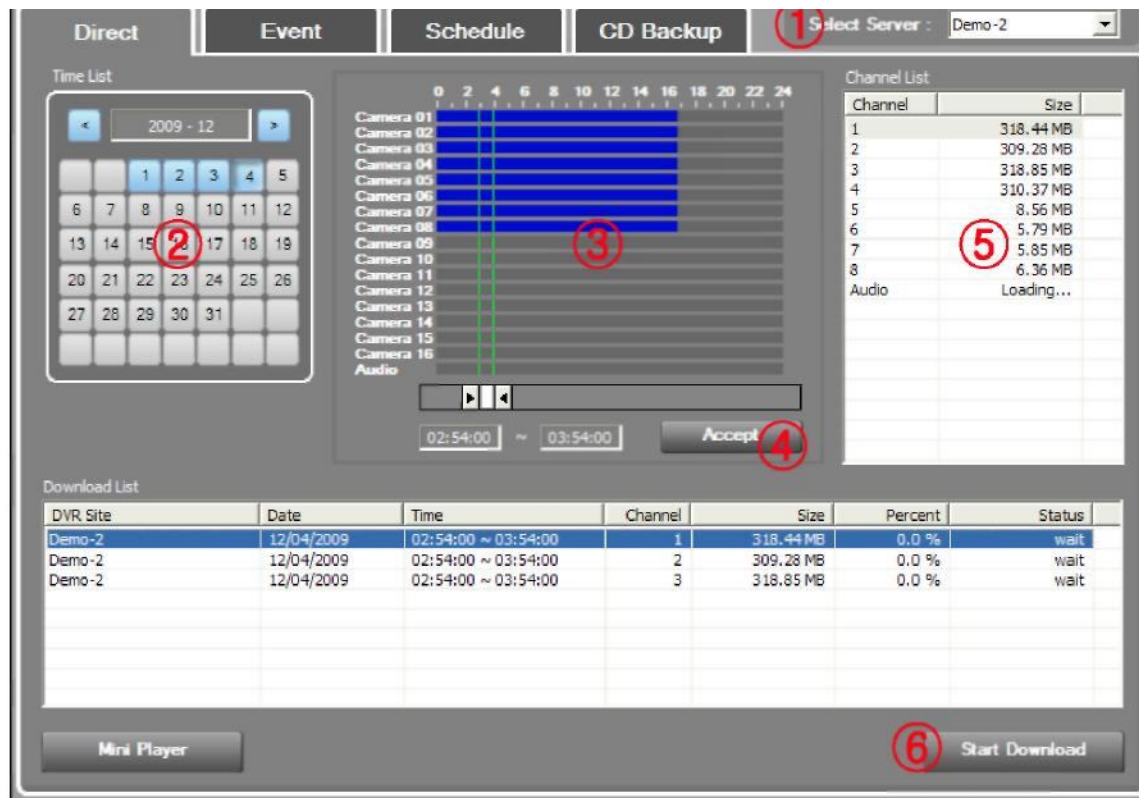 Direct Event Schedule CD Backup ① Select Server : Demo-2
Time List
« 2009 - 12 »
1 2 3 4 5
6 7 8 9 10 11 12
13 14 15 16 17 18 19
20 21 22 23 24 25 26
27 28 29 30 31
②
0 2 4 6 8 10 12 14 16 18 20 22 24
Camera 01
Camera 02
Camera 03
Camera 04
Camera 05
Camera 06
Camera 07
Camera 08
Camera 09
Camera 10
Camera 11
Camera 12
Camera 13
Camera 14
Camera 15
Camera 16
Audio
③
02:54:00 ~ 03:54:00 Accept ④
Channel List
Channel Size
1 318.44 MB
2 309.28 MB
3 318.85 MB
4 310.37 MB
5 8.56 MB
6 5.79 MB
7 5.85 MB
8 6.36 MB
Audio Loading...
⑤
Download List
DVR Site Date Time Channel Size Percent Status
Demo-2 12/04/2009 02:54:00 ~ 03:54:00 1 318.44 MB 0.0 % wait
Demo-2 12/04/2009 02:54:00 ~ 03:54:00 2 309.28 MB 0.0 % wait
Demo-2 12/04/2009 02:54:00 ~ 03:54:00 3 318.85 MB 0.0 % wait
Mini Player ⑥ Start Download